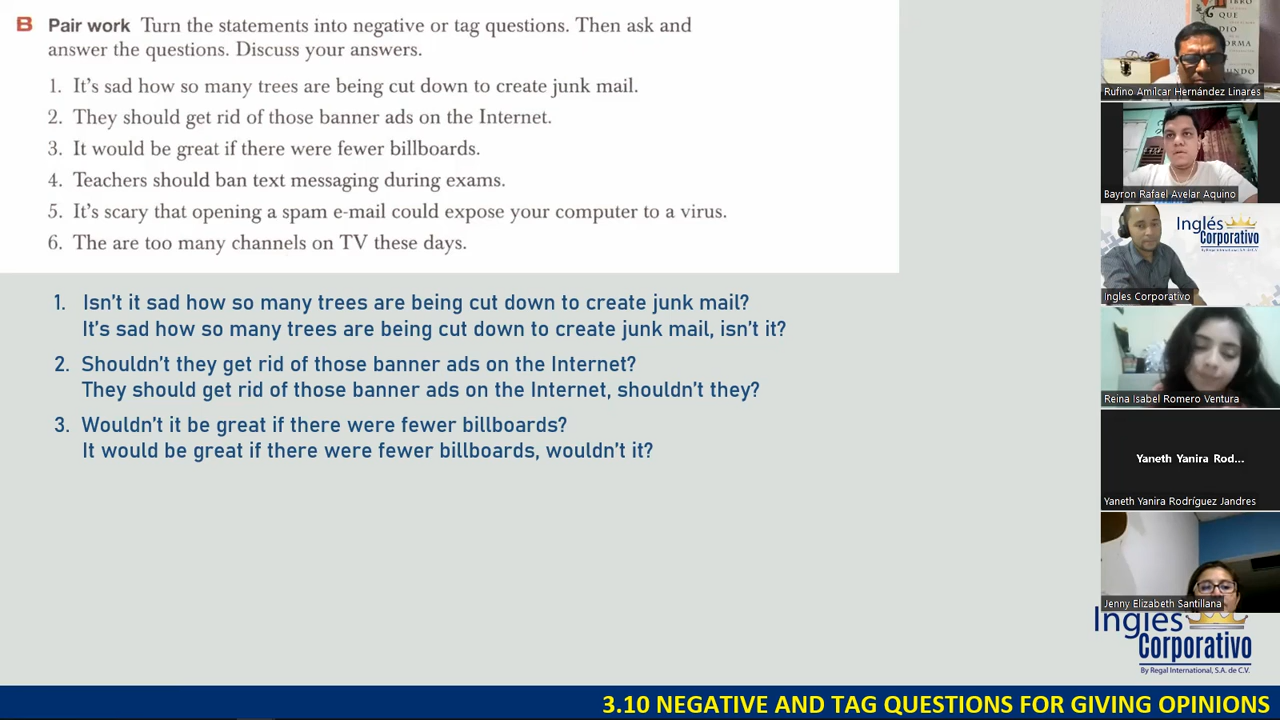 B Pair work Turn the statements into negative or tag questions. Then ask and
answer the questions. Discuss your answers.
1. It's sad how so many trees are being cut down to create junk mail.
2. They should get rid of those banner ads on the Internet.
3. It would be great if there were fewer billboards.
4. Teachers should ban text messaging during exams.
5. It's scary that opening a spam e-mail could expose your computer to a virus.
6. The are too many channels on TV these days.
1. Isn't it sad how so many trees are being cut down to create junk mail?
It's sad how so many trees are being cut down to create junk mail, isn't it?
2. Shouldn't they get rid of those banner ads on the Internet?
They should get rid of those banner ads on the Internet, shouldn't they?
3. Wouldn't it be great if there were fewer billboards?
It would be great if there were fewer billboards, wouldn't it?
QUE
Rufino Amílcar Hernández Linares
Bayron Rafael Avelar Aquino
Inglés
Corporativo
Ingles Corporativo
Reina Isabel Romero Ventura
Yaneth Yanira Rod...
Yaneth Yanira Rodríguez Jandres
Jenny Elizabeth Santillana
Inglés
Corporativo
By Regal International, S.A. de C.V.
3.10 NEGATIVE AND TAG QUESTIONS FOR GIVING OPINIONS